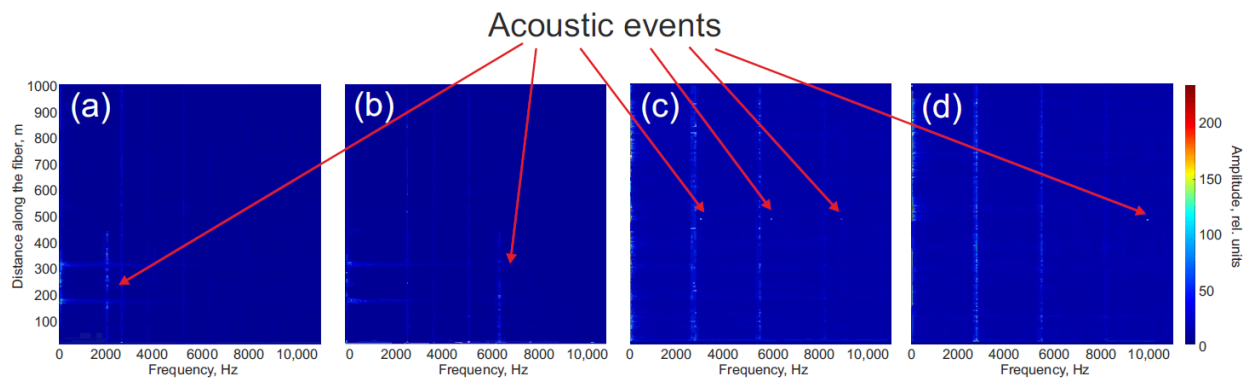 Acoustic events
(a)
(b)
(c)
(d)
Distance along the fiber, m
1000
900
800
700
600
500
400
300
200
100
0 2000 4000 6000 8000 10,000
Frequency, Hz
0 2000 4000 6000 8000 10,000
Frequency, Hz
0 2000 4000 6000 8000 10,000
Frequency, Hz
0 2000 4000 6000 8000 10,000
Frequency, Hz
200
150
100
50
0
Amplitude, rel. units